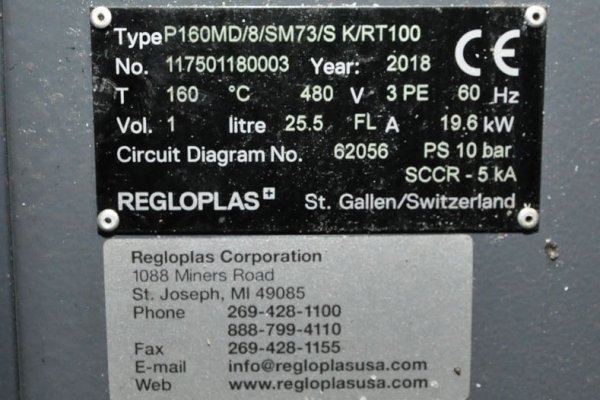 TypeP160MD/8/SM73/S K/RT100
No. 117501180003 Year: 2018
T 160 °C 480 V 3 PE 60 Hz
Vol. 1 litre 25.5 FL A 19.6 kW
Circuit Diagram No. 62056 PS 10 bar
SCCR - 5 kA
REGLOPLAS St. Gallen/Switzerland
CE
Regloplas Corporation
1088 Miners Road
St. Joseph, MI 49085
Phone 269-428-1100
888-799-4110
Fax 269-428-1155
E-mail info@regloplasusa.com
Web www.regloplasusa.com